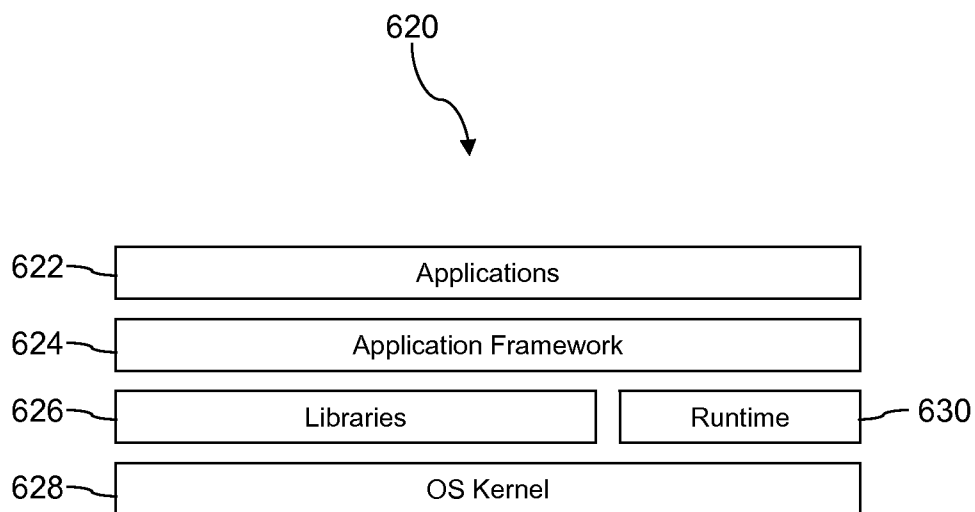 620
622 Applications
624 Application Framework
626 Libraries Runtime 630
628 OS Kernel